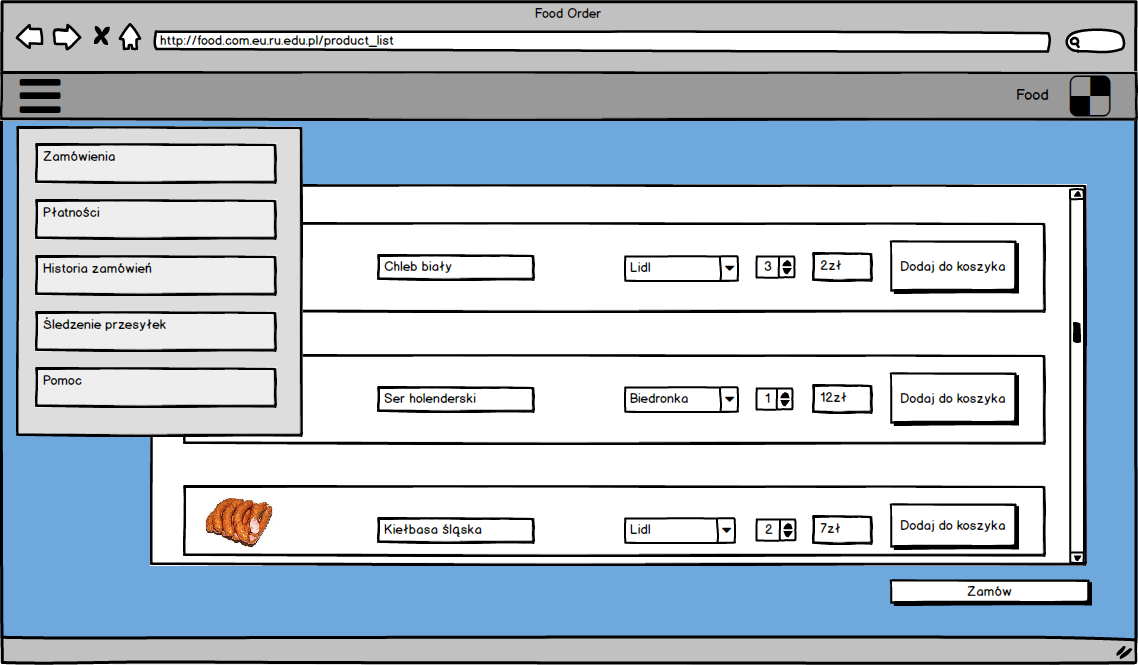 Food Order
http://food.com.eu.ru.edu.pl/product_list
Food
Zamówienia
Płatności
Historia zamówień
Śledzenie przesyłek
Pomoc
Chleb biały Lidl 3 2zł Dodaj do koszyka
Ser holenderski Biedronka 1 12zł Dodaj do koszyka
Kiełbasa śląska Lidl 2 7zł Dodaj do koszyka
Zamów